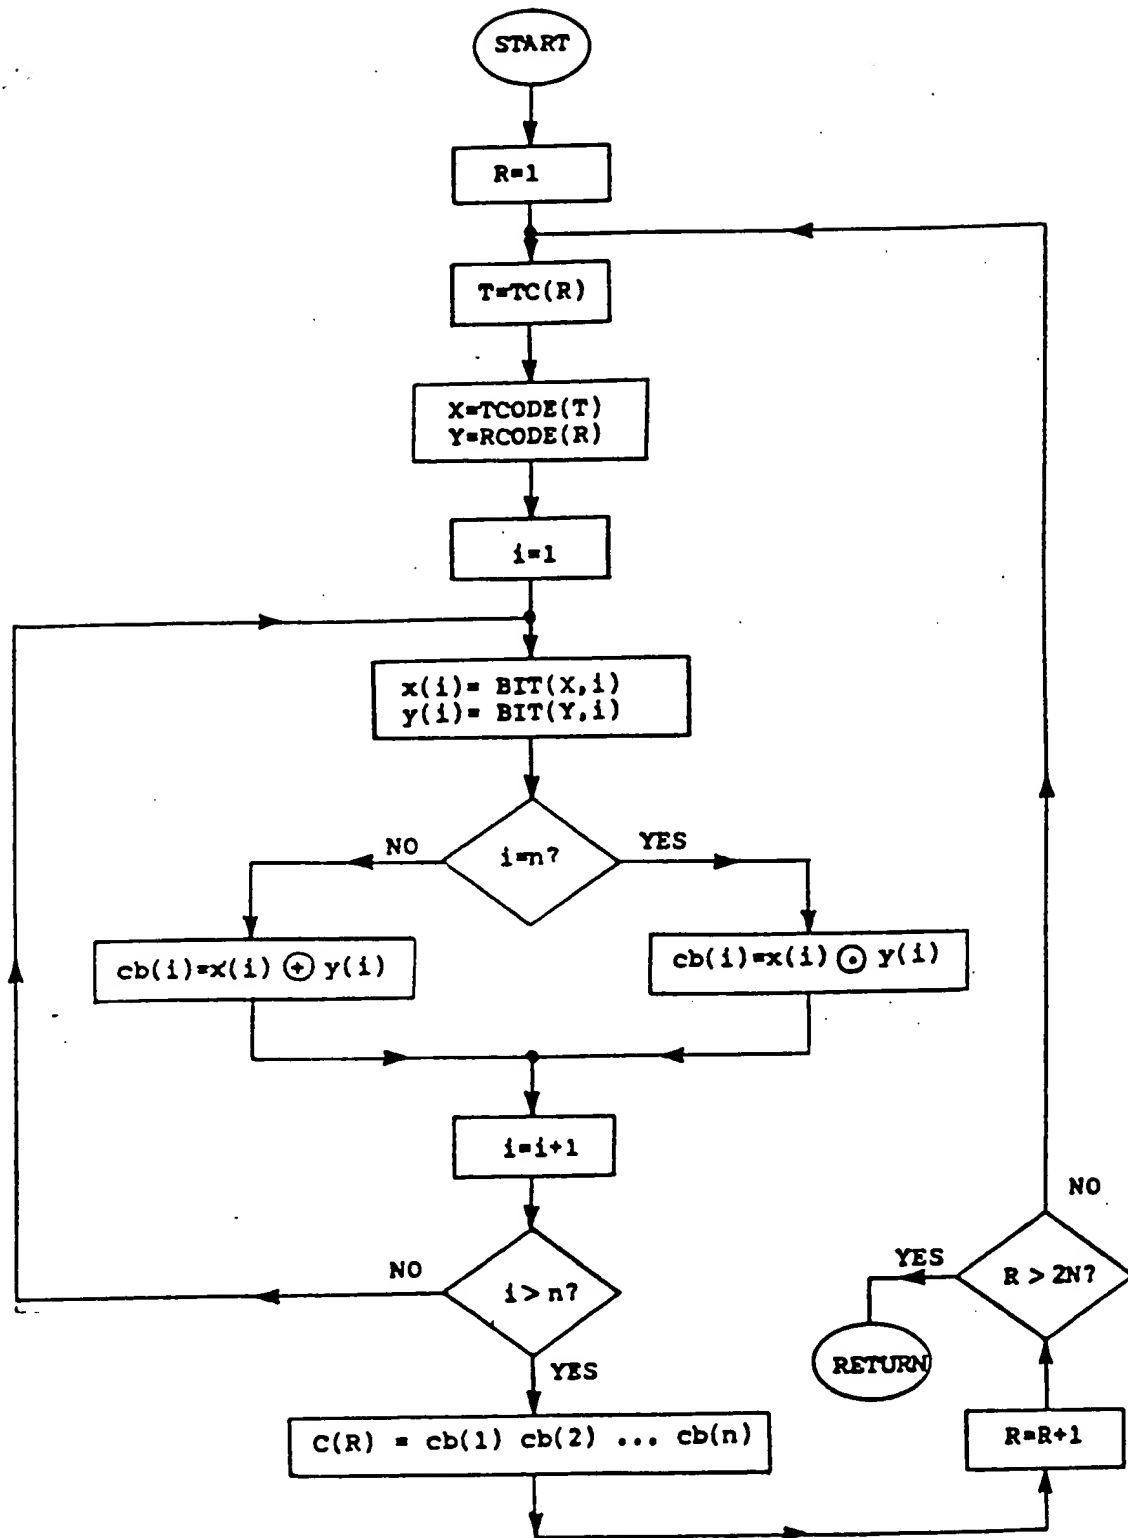 START
R=1
T=TC(R)
X=TCODE(T)
Y=RCODE(R)
i=1
x(i)= BIT(X,i)
y(i)= BIT(Y,i)
NO
i=n?
YES
cb(i)=x(i) ⊕ y(i)
cb(i)=x(i) ⊙ y(i)
i=i+1
NO
i > n?
YES
C(R) = cb(1) cb(2) ... cb(n)
NO
YES
R > 2N?
RETURN
R=R+1